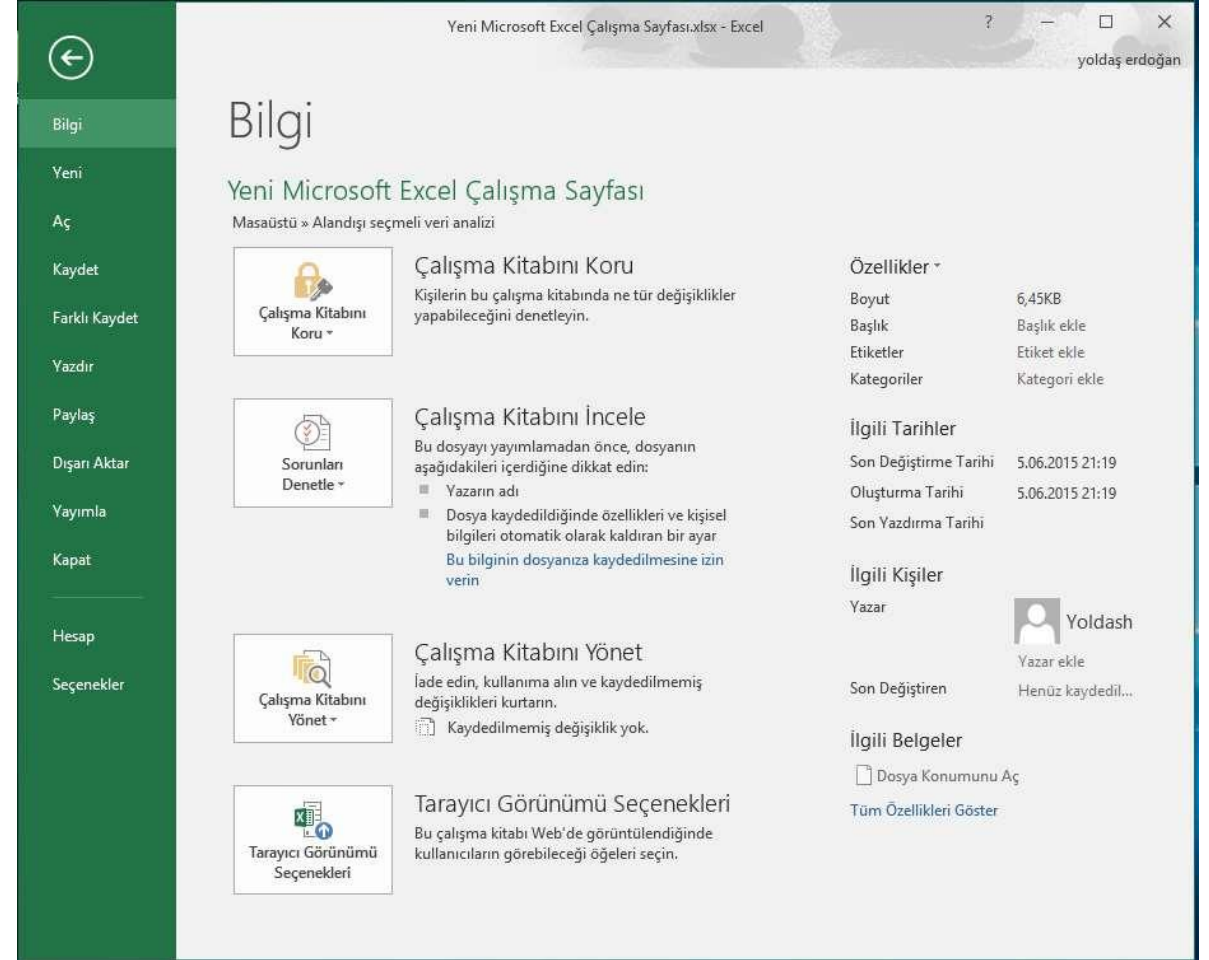 Yeni Microsoft Excel Çalışma Sayfası.xlsx - Excel
?
yoldaş erdoğan
Bilgi
Yeni
Aç
Kaydet
Farklı Kaydet
Yazdır
Paylaş
Dışarı Aktar
Yayımla
Kapat
Hesap
Seçenekler
Bilgi
Yeni Microsoft Excel Çalışma Sayfası
Masaüstü » Alandışı seçmeli veri analizi
Çalışma Kitabını
Koru
Çalışma Kitabını Koru
Kişilerin bu çalışma kitabında ne tür değişiklikler
yapabileceğini denetleyin.
Sorunları
Denetle
Çalışma Kitabını İncele
Bu dosyayı yayımlamadan önce, dosyanın
aşağıdakileri içerdiğine dikkat edin:
Yazarın adı
Dosya kaydedildiğinde özellikleri ve kişisel
bilgileri otomatik olarak kaldıran bir ayar
Bu bilginin dosyanıza kaydedilmesine izin
verin
Çalışma Kitabını
Yönet
Çalışma Kitabını Yönet
İade edin, kullanıma alın ve kaydedilmemiş
değişiklikleri kurtarın.
Kaydedilmemiş değişiklik yok.
Tarayıcı Görünümü
Seçenekleri
Tarayıcı Görünümü Seçenekleri
Bu çalışma kitabı Web'de görüntülendiğinde
kullanıcıların görebileceği öğeleri seçin.
Özellikler
Boyut 6,45KB
Başlık Başlık ekle
Etiketler Etiket ekle
Kategoriler Kategori ekle
İlgili Tarihler
Son Değiştirme Tarihi 5.06.2015 21:19
Oluşturma Tarihi 5.06.2015 21:19
Son Yazdırma Tarihi
İlgili Kişiler
Yazar Yoldash
Yazar ekle
Son Değiştiren Henüz kaydedil...
İlgili Belgeler
Dosya Konumunu Aç
Tüm Özellikleri Göster